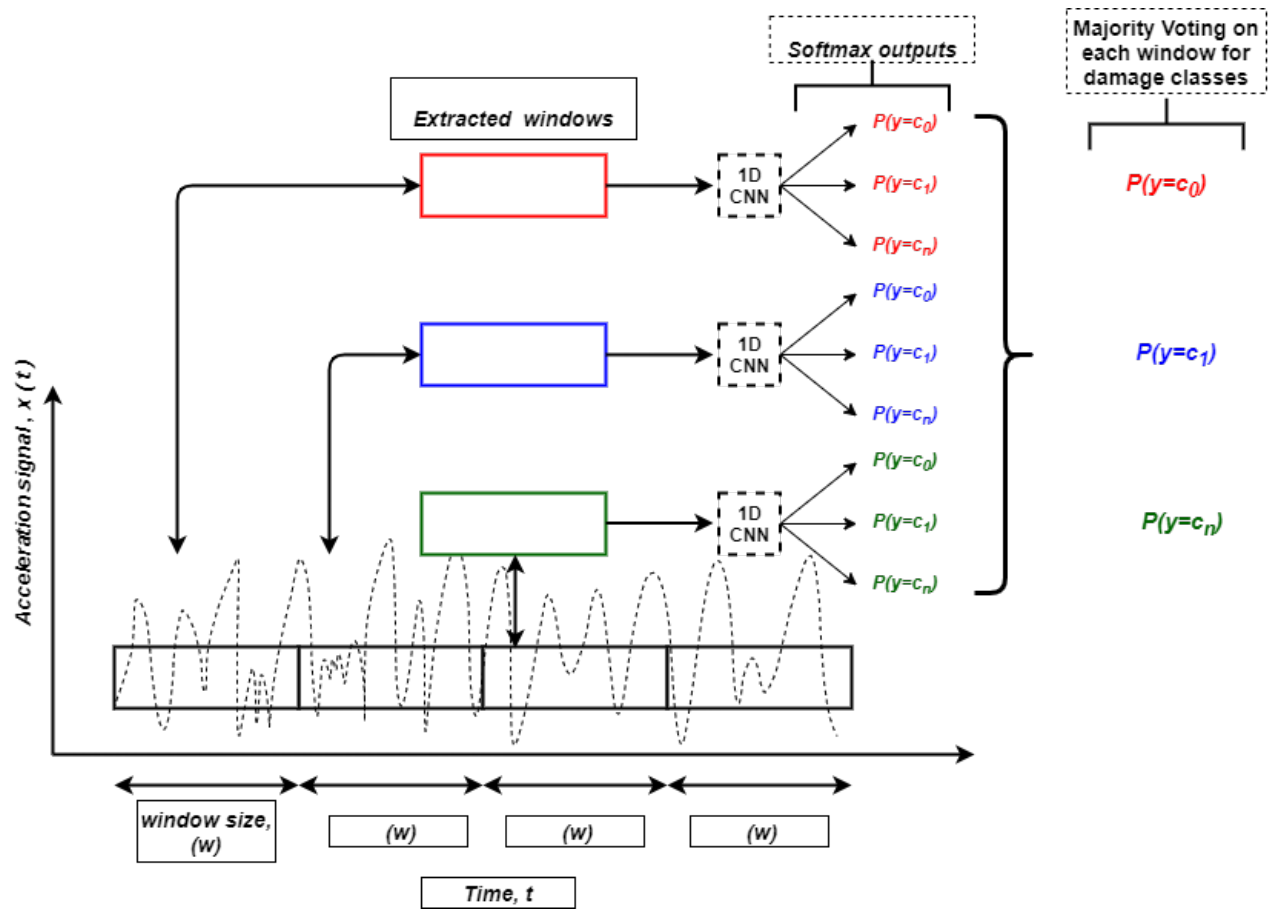 Softmax outputs
Majority Voting on
each window for
damage classes
Extracted windows
1D
CNN
P(y=c₀)
P(y=c₁)
P(y=cₙ)
P(y=c₀)
1D
CNN
P(y=c₀)
P(y=c₁)
P(y=cₙ)
P(y=c₁)
1D
CNN
P(y=c₀)
P(y=c₁)
P(y=cₙ)
P(y=cₙ)
Acceleration signal, x(t)
window size,
(w)
(w)
(w)
(w)
Time, t